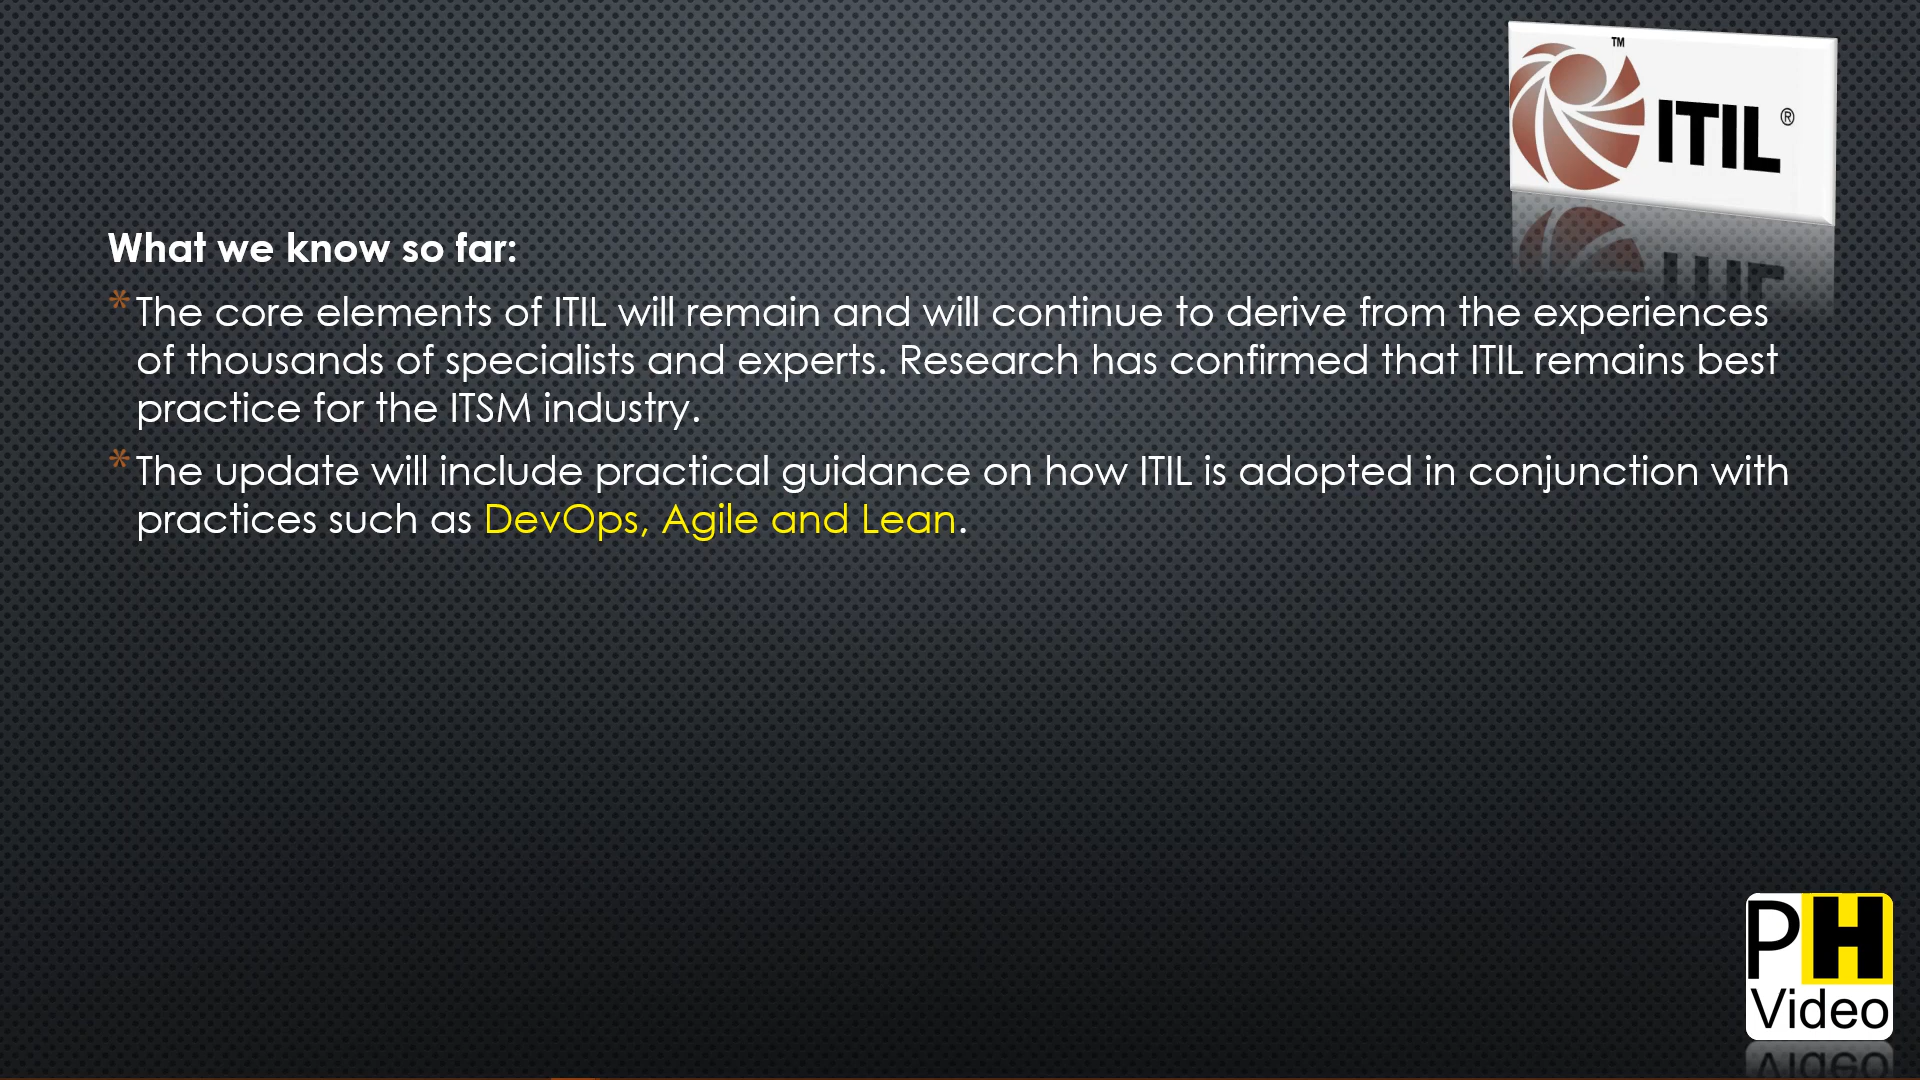 TM
ITIL ®
What we know so far:
* The core elements of ITIL will remain and will continue to derive from the experiences
of thousands of specialists and experts. Research has confirmed that ITIL remains best
practice for the ITSM industry.
* The update will include practical guidance on how ITIL is adopted in conjunction with
practices such as DevOps, Agile and Lean.
PH
Video